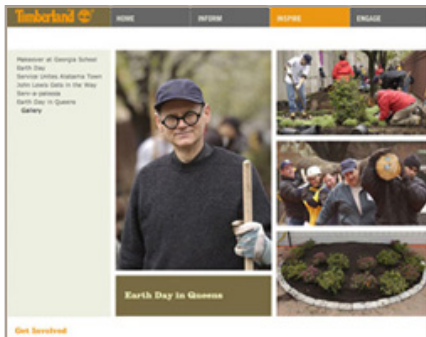 Timberland
HOME
INFORM
INSPIRE
ENGAGE
Makeover at Georgia School
Earth Day
Service Unites Alabama Town
John Lewis Gets in the Way
Serv-a-palooza
Earth Day in Queens
Gallery
Earth Day in Queens
Get Involved